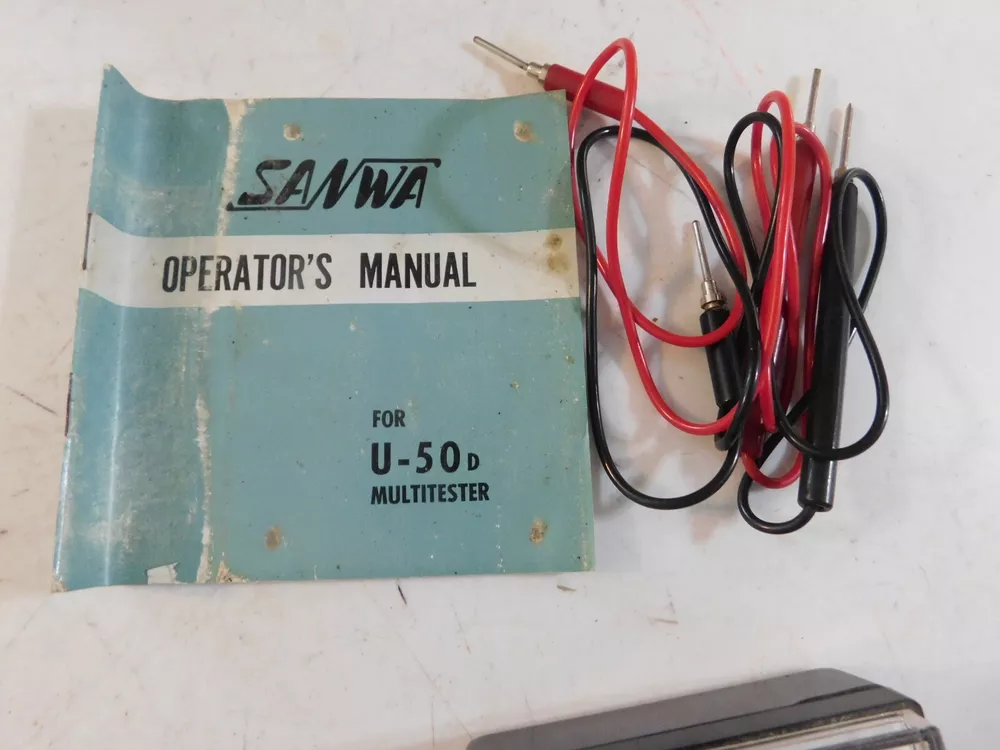 SANWA
OPERATOR'S MANUAL
FOR
U-50D
MULTITESTER